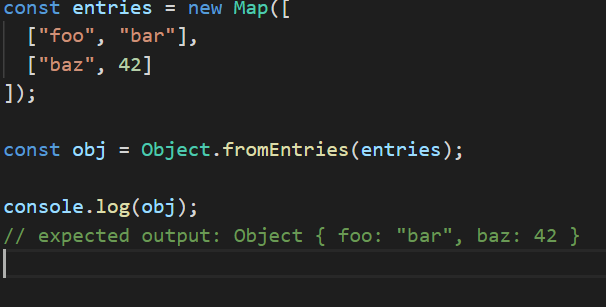 const entries = new Map([
  ["foo", "bar"],
  ["baz", 42]
]);
const obj = Object.fromEntries(entries);
console.log(obj);
// expected output: Object { foo: "bar", baz: 42 }